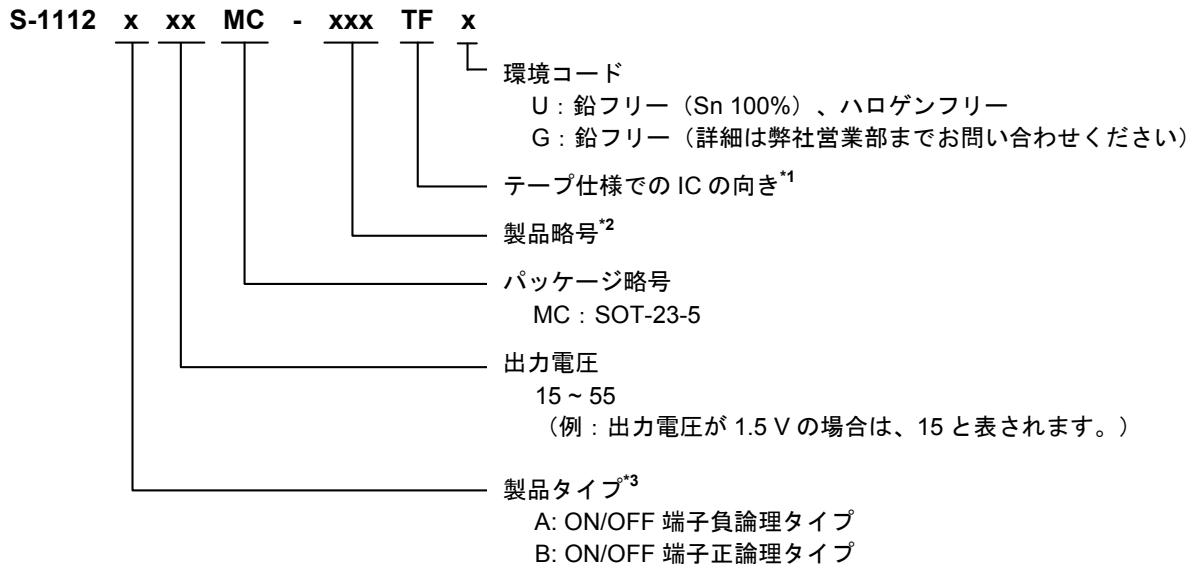 S-1112 x xx MC - xxx TF x
環境コード
U：鉛フリー（Sn 100%）、ハロゲンフリー
G：鉛フリー（詳細は弊社営業部までお問い合わせください）
テープ仕様での IC の向き*1
製品略号*2
パッケージ略号
MC：SOT-23-5
出力電圧
15 ~ 55
（例：出力電圧が 1.5 V の場合は、15 と表されます。）
製品タイプ*3
A: ON/OFF 端子負論理タイプ
B: ON/OFF 端子正論理タイプ